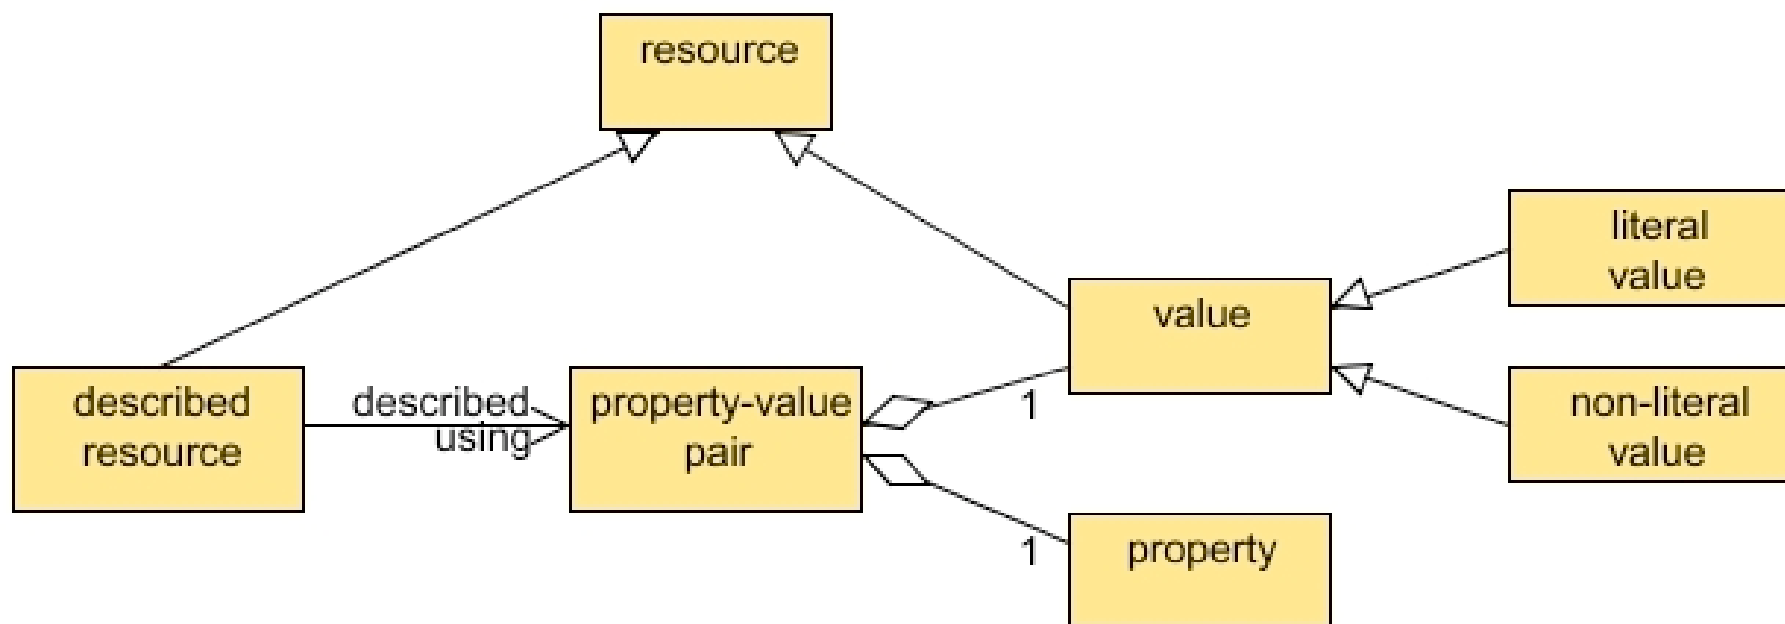 resource
literal
value
value
described
resource
described
using
property-value
pair
1
non-literal
value
1
property